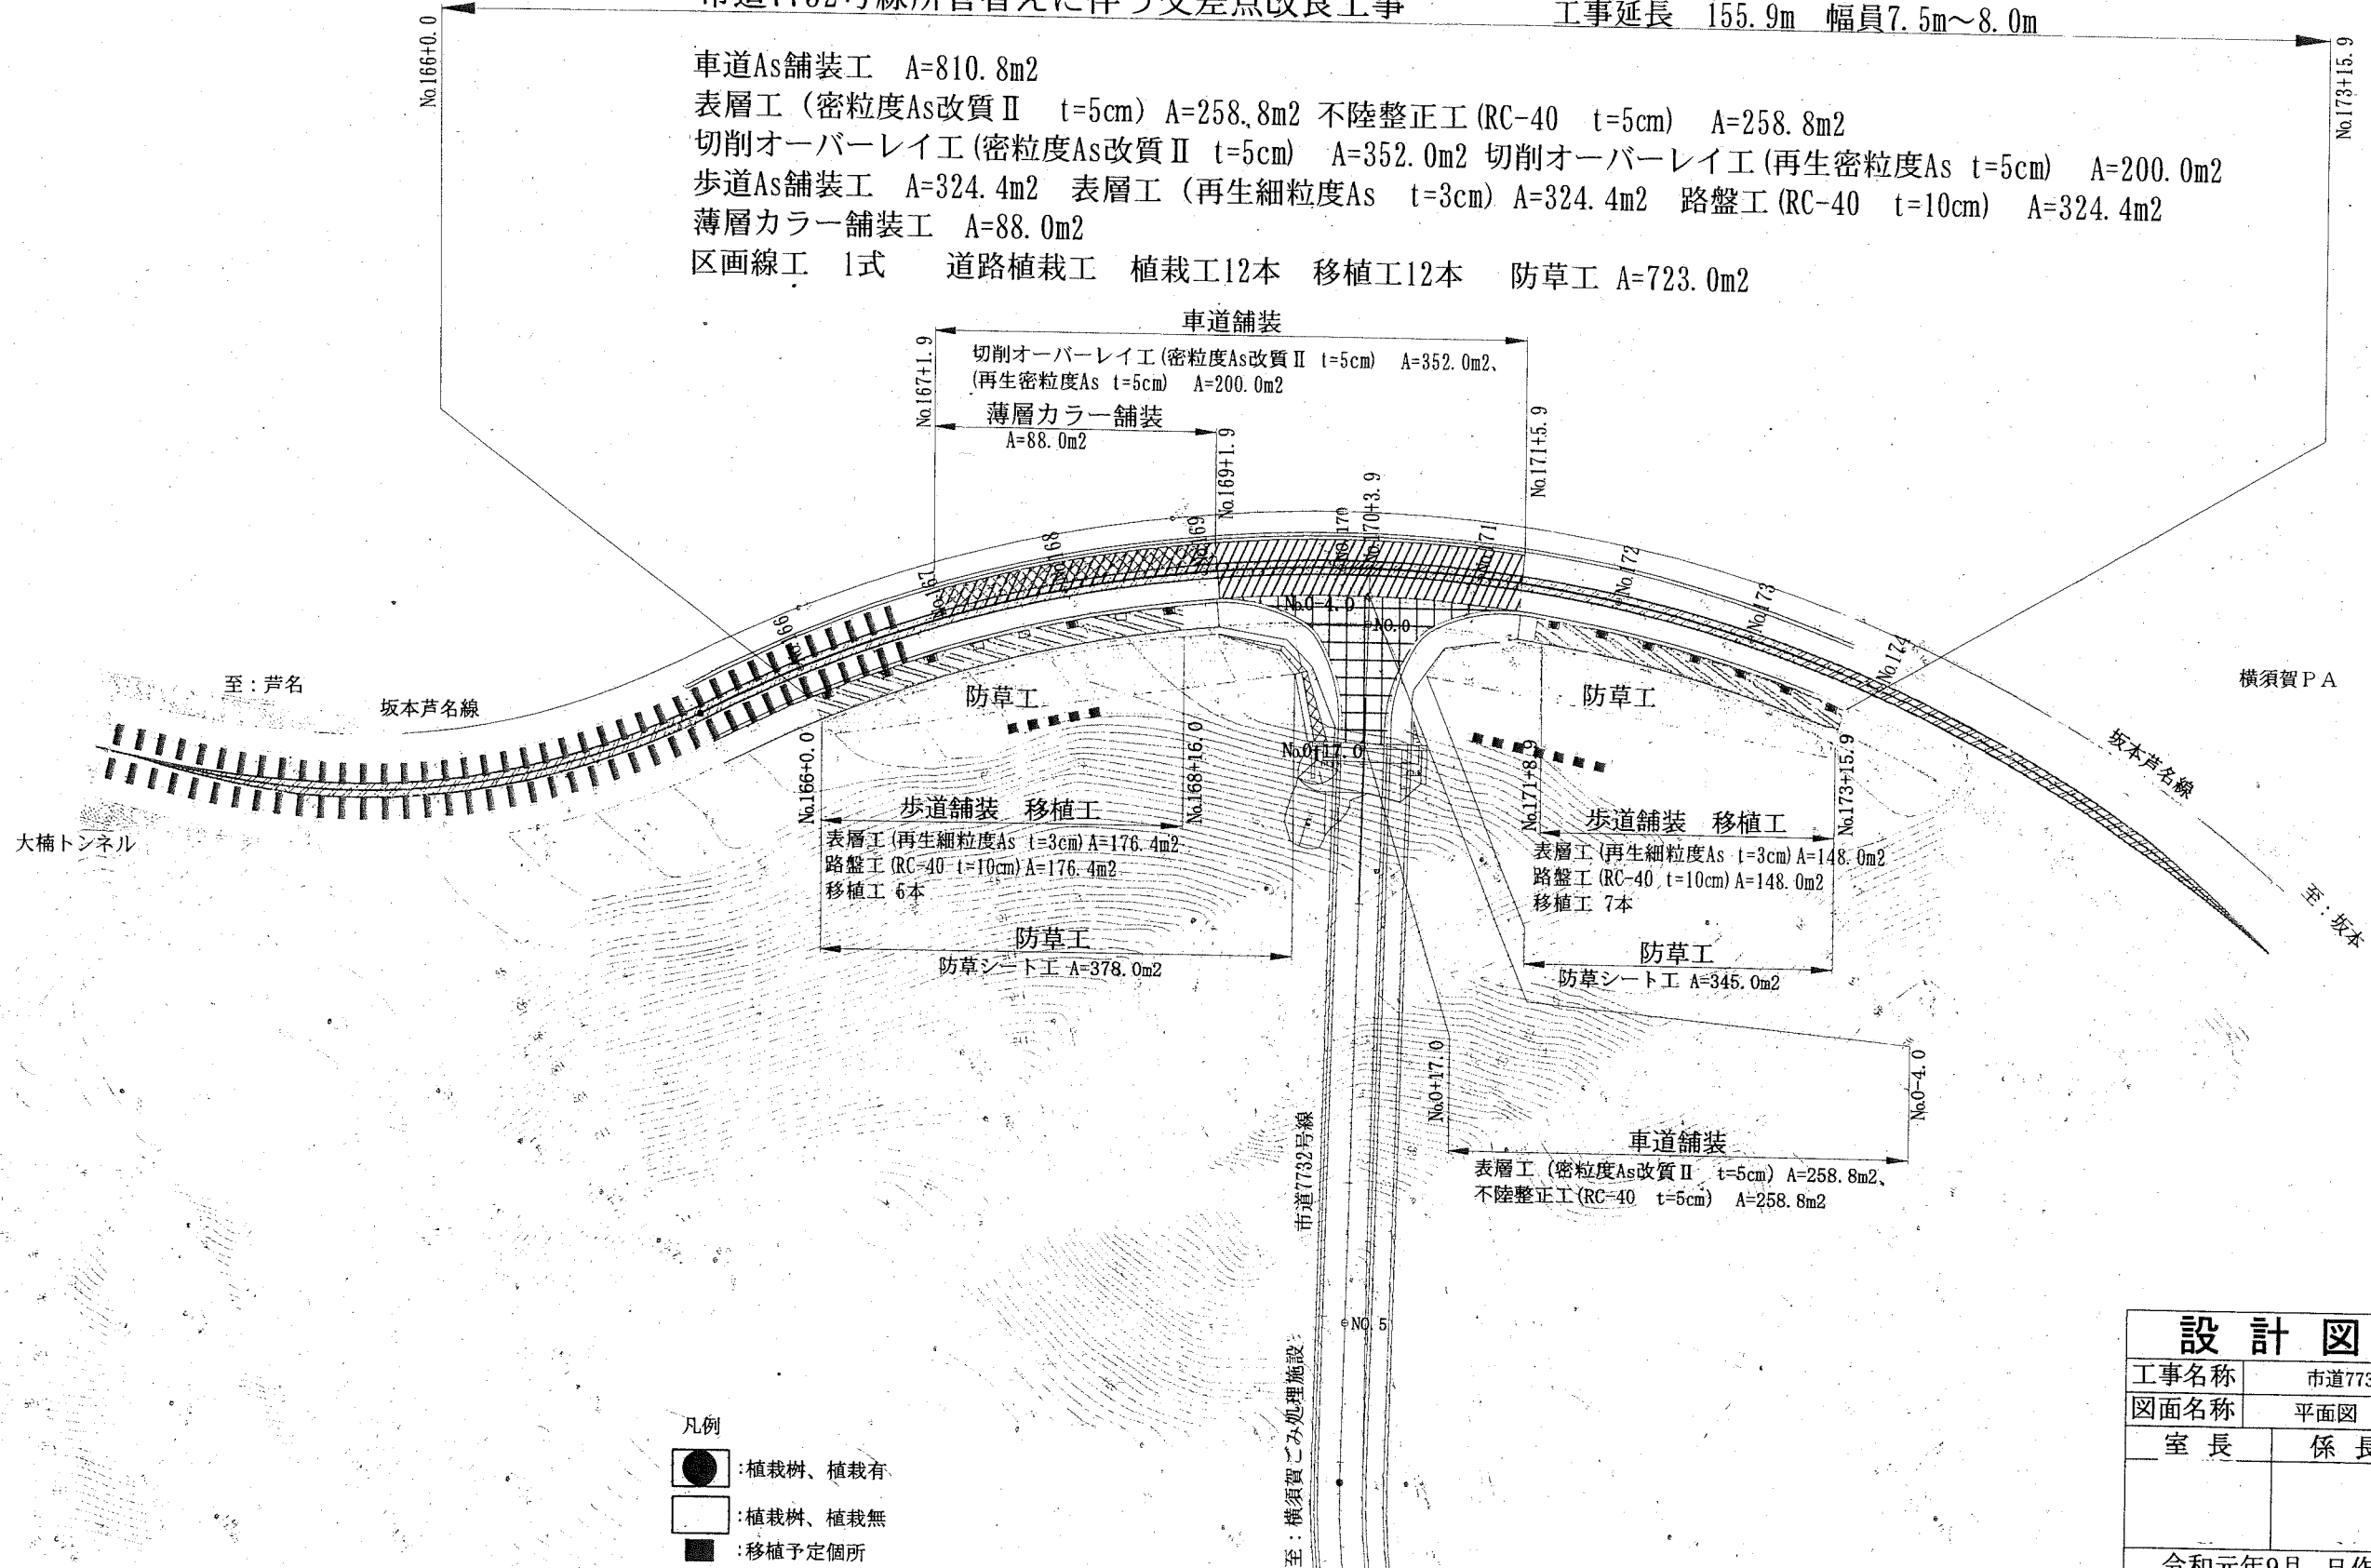 工事延長 155.9m 幅員7.5m～8.0m
No.166+0.0
No.173+15.9
車道As舗装工 A=810.8m2
表層工（密粒度As改質Ⅱ t=5cm）A=258.8m2 不陸整正工(RC-40 t=5cm) A=258.8m2
切削オーバーレイ工(密粒度As改質Ⅱ t=5cm) A=352.0m2 切削オーバーレイ工(再生密粒度As t=5cm) A=200.0m2
歩道As舗装工 A=324.4m2 表層工（再生細粒度As t=3cm）A=324.4m2 路盤工(RC-40 t=10cm) A=324.4m2
薄層カラー舗装工 A=88.0m2
区画線工 1式 道路植栽工 植栽工12本 移植工12本 防草工 A=723.0m2
車道舗装
No.167+1.9
切削オーバーレイ工(密粒度As改質Ⅱ t=5cm) A=352.0m2、
(再生密粒度As t=5cm) A=200.0m2
薄層カラー舗装
A=88.0m2
No.169+1.9
No.171+5.9
No.170+3.9
No.172
No.173
No.174
No.0-4.0
NO.0
至：芦名
坂本芦名線
大楠トンネル
横須賀ＰＡ
坂本芦名線
至：坂本
防草工
防草工
No.0+17.0
No.166+0.0
No.168+16.0
歩道舗装 移植工
表層工(再生細粒度As t=3cm)A=176.4m2
路盤工(RC-40 t=10cm)A=176.4m2
移植工 6本
防草工
防草シート工 A=378.0m2
No.171+8.9
No.173+15.9
歩道舗装 移植工
表層工(再生細粒度As t=3cm)A=148.0m2
路盤工(RC-40 t=10cm)A=148.0m2
移植工 7本
防草工
防草シート工 A=345.0m2
No.0+17.0
No.0-4.0
車道舗装
表層工（密粒度As改質Ⅱ t=5cm）A=258.8m2、
不陸整正工(RC-40 t=5cm) A=258.8m2
市道7732号線
NO.5
至：横須賀ごみ処理施設
凡例
:植栽桝、植栽有
:植栽桝、植栽無
:移植予定個所
設計図
工事名称 市道773
図面名称 平面図
室長 係長